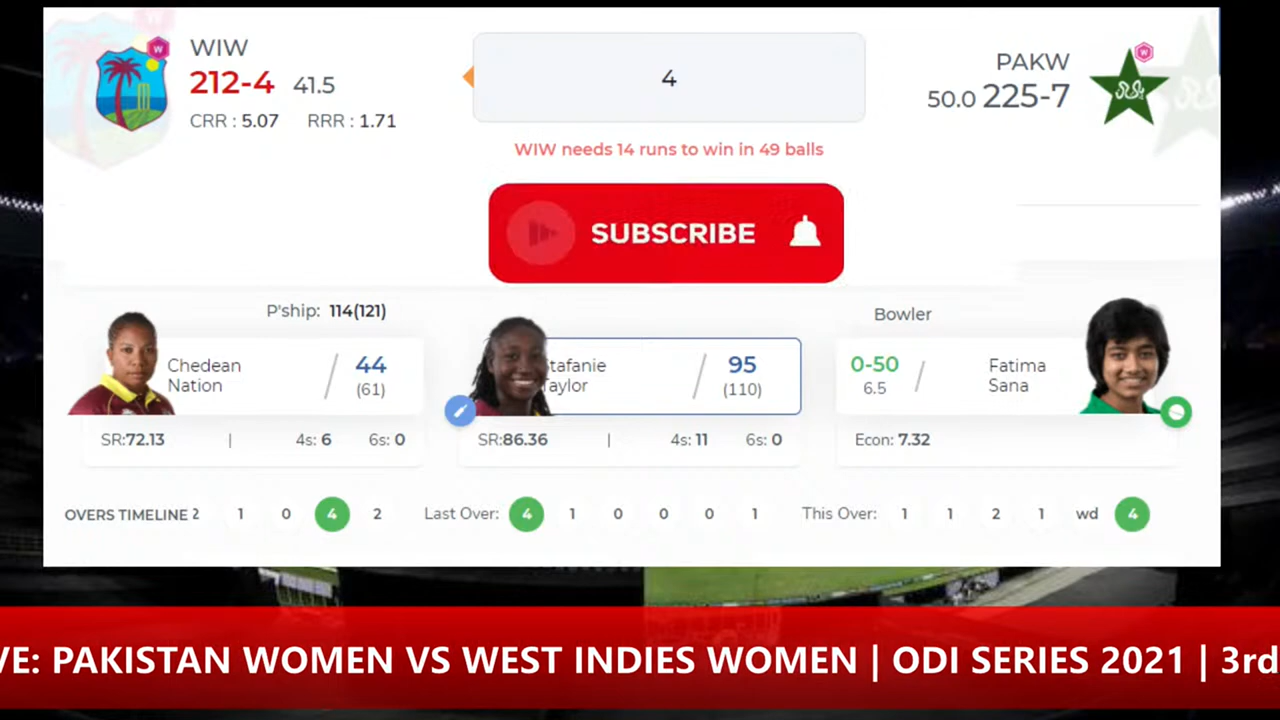 WIW
212-4 41.5
CRR : 5.07 RRR : 1.71
4
WIW needs 14 runs to win in 49 balls
PAKW
50.0 225-7
W
W
SUBSCRIBE
P'ship: 114(121)
Bowler
Chedean
Nation
44
(61)
Stafanie
Taylor
95
(110)
0-50
6.5
Fatima
Sana
SR:72.13 | 4s: 6 6s: 0
SR:86.36 | 4s: 11 6s: 0
Econ: 7.32
OVERS TIMELINE 2 1 0 4 2 Last Over: 4 1 0 0 0 1 This Over: 1 1 2 1 wd 4
VE: PAKISTAN WOMEN VS WEST INDIES WOMEN | ODI SERIES 2021 | 3rd